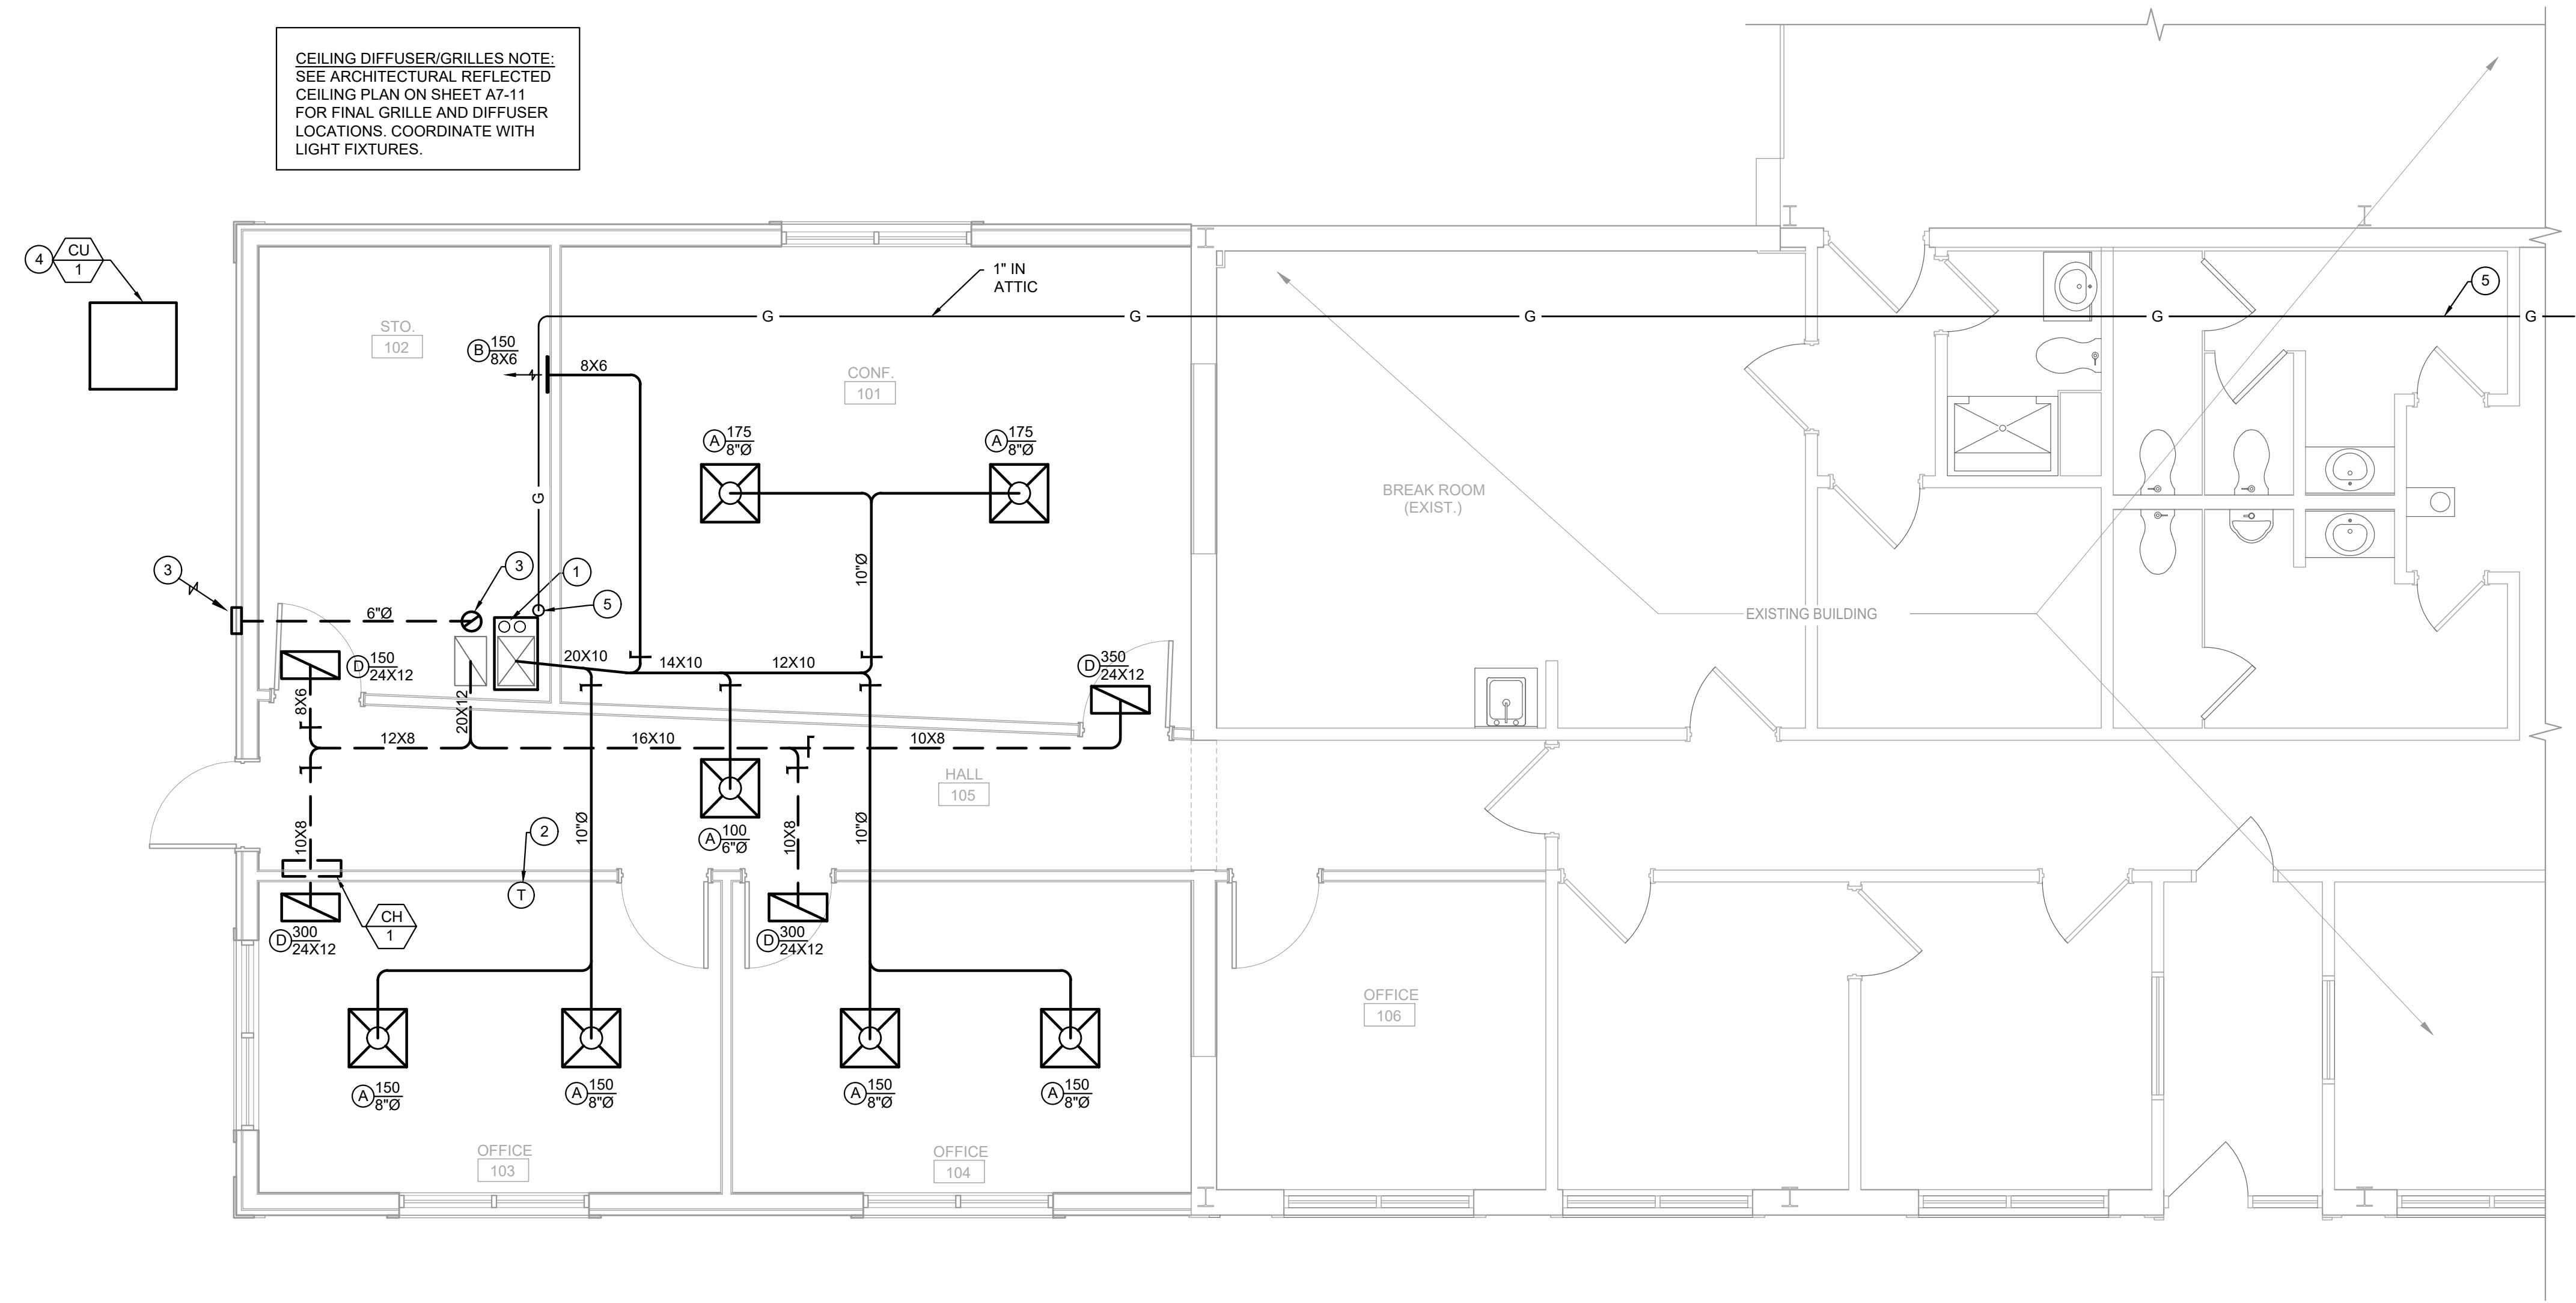 CEILING DIFFUSER/GRILLES NOTE:
SEE ARCHITECTURAL REFLECTED
CEILING PLAN ON SHEET A7-11
FOR FINAL GRILLE AND DIFFUSER
LOCATIONS. COORDINATE WITH
LIGHT FIXTURES.
4
CU
1
1" IN
ATTIC
5
G
G
G
G
G
STO.
102
B
150
8X6
8X6
CONF.
101
A
175
8"Ø
A
175
8"Ø
BREAK ROOM
(EXIST.)
G
3
3
1
5
10"Ø
6"Ø
EXISTING BUILDING
D
150
24X12
20X10
14X10
12X10
D
350
24X12
8X6
20X12
12X8
16X10
10X8
HALL
105
10X8
2
10"Ø
A
100
6"Ø
10X8
10"Ø
T
CH
1
D
300
24X12
D
300
24X12
OFFICE
106
A
150
8"Ø
A
150
8"Ø
A
150
8"Ø
A
150
8"Ø
OFFICE
103
OFFICE
104